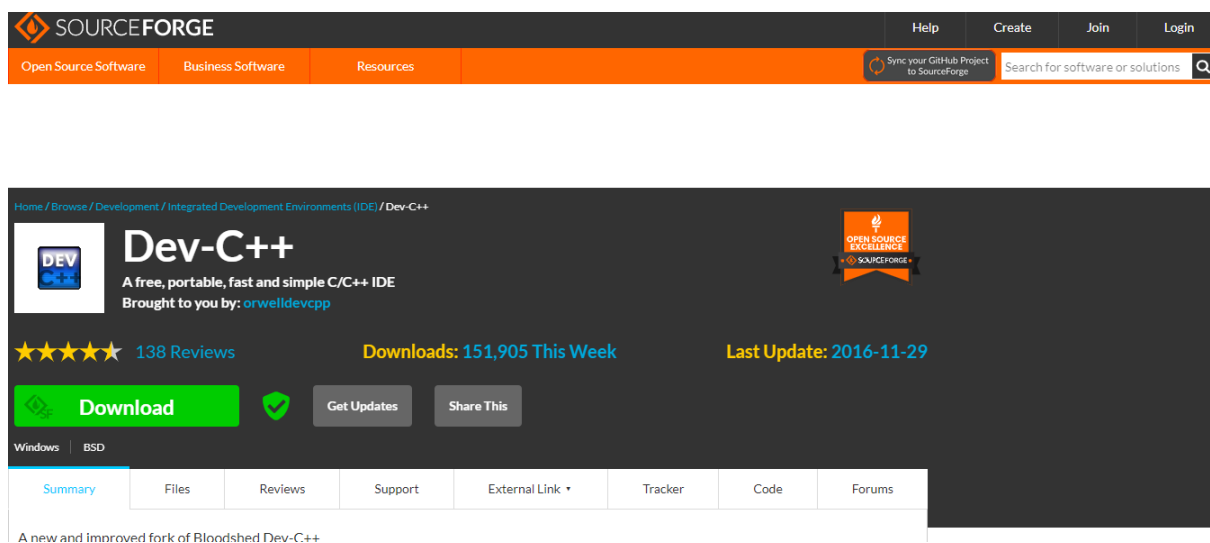 SOURCEFORGE
Help Create Join Login
Open Source Software Business Software Resources
Sync your GitHub Project
to SourceForge
Search for software or solutions
Home / Browse / Development / Integrated Development Environments (IDE) / Dev-C++
DEV
C++
Dev-C++
A free, portable, fast and simple C/C++ IDE
Brought to you by: orwelldevcpp
OPEN SOURCE
EXCELLENCE
SOURCEFORGE
138 Reviews Downloads: 151,905 This Week Last Update: 2016-11-29
SF
Download Get Updates Share This
Windows BSD
Summary Files Reviews Support External Link Tracker Code Forums
A new and improved fork of Bloodshed Dev-C++